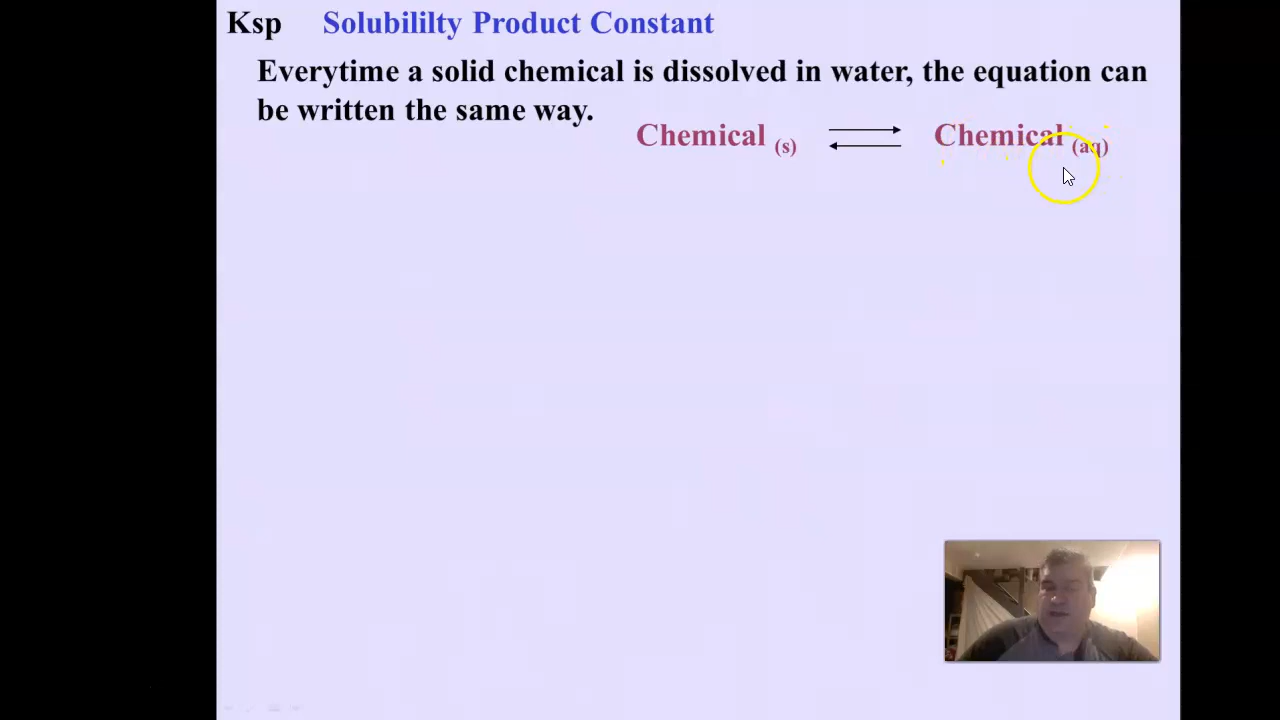 Ksp Solubililty Product Constant
Everytime a solid chemical is dissolved in water, the equation can
be written the same way.
Chemical (s) Chemical (aq)